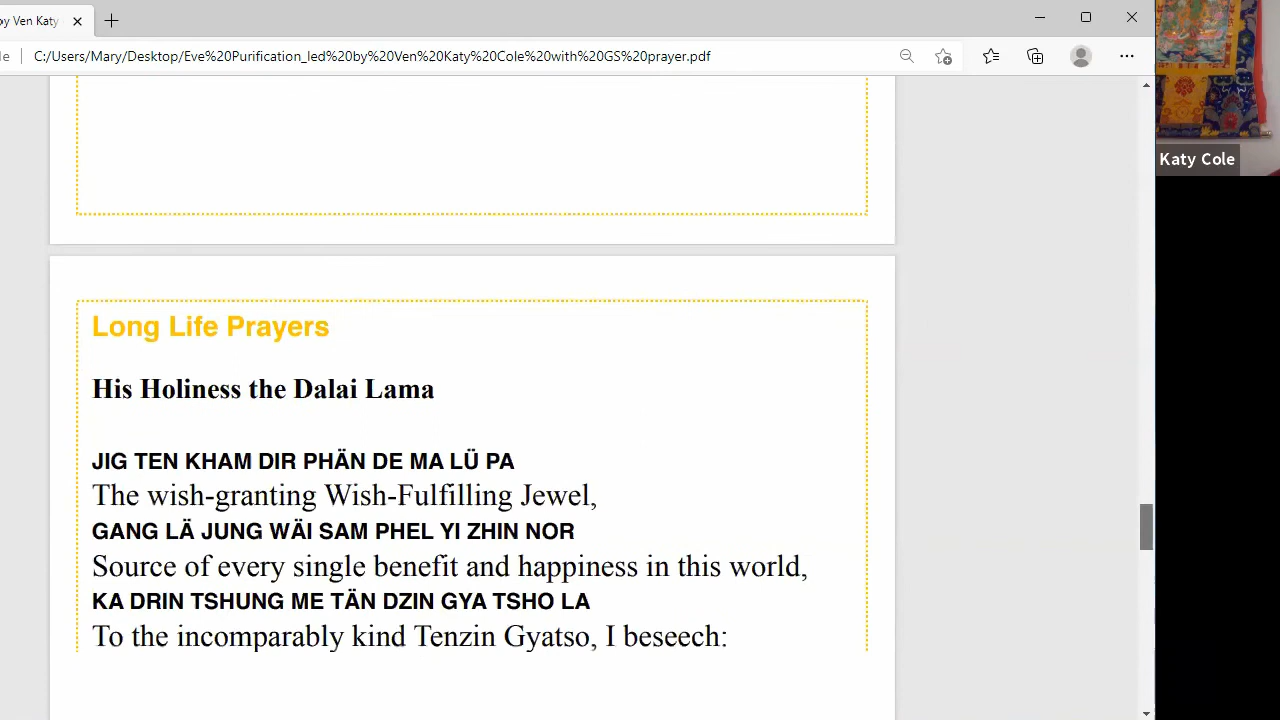 by Ven Katy
C:/Users/Mary/Desktop/Eve%20Purification_led%20by%20Ven%20Katy%20Cole%20with%20GS%20prayer.pdf
Katy Cole
Long Life Prayers
His Holiness the Dalai Lama
JIG TEN KHAM DIR PHÄN DE MA LÜ PA
The wish-granting Wish-Fulfilling Jewel,
GANG LÄ JUNG WÄI SAM PHEL YI ZHIN NOR
Source of every single benefit and happiness in this world,
KA DRIN TSHUNG ME TÄN DZIN GYA TSHO LA
To the incomparably kind Tenzin Gyatso, I beseech: